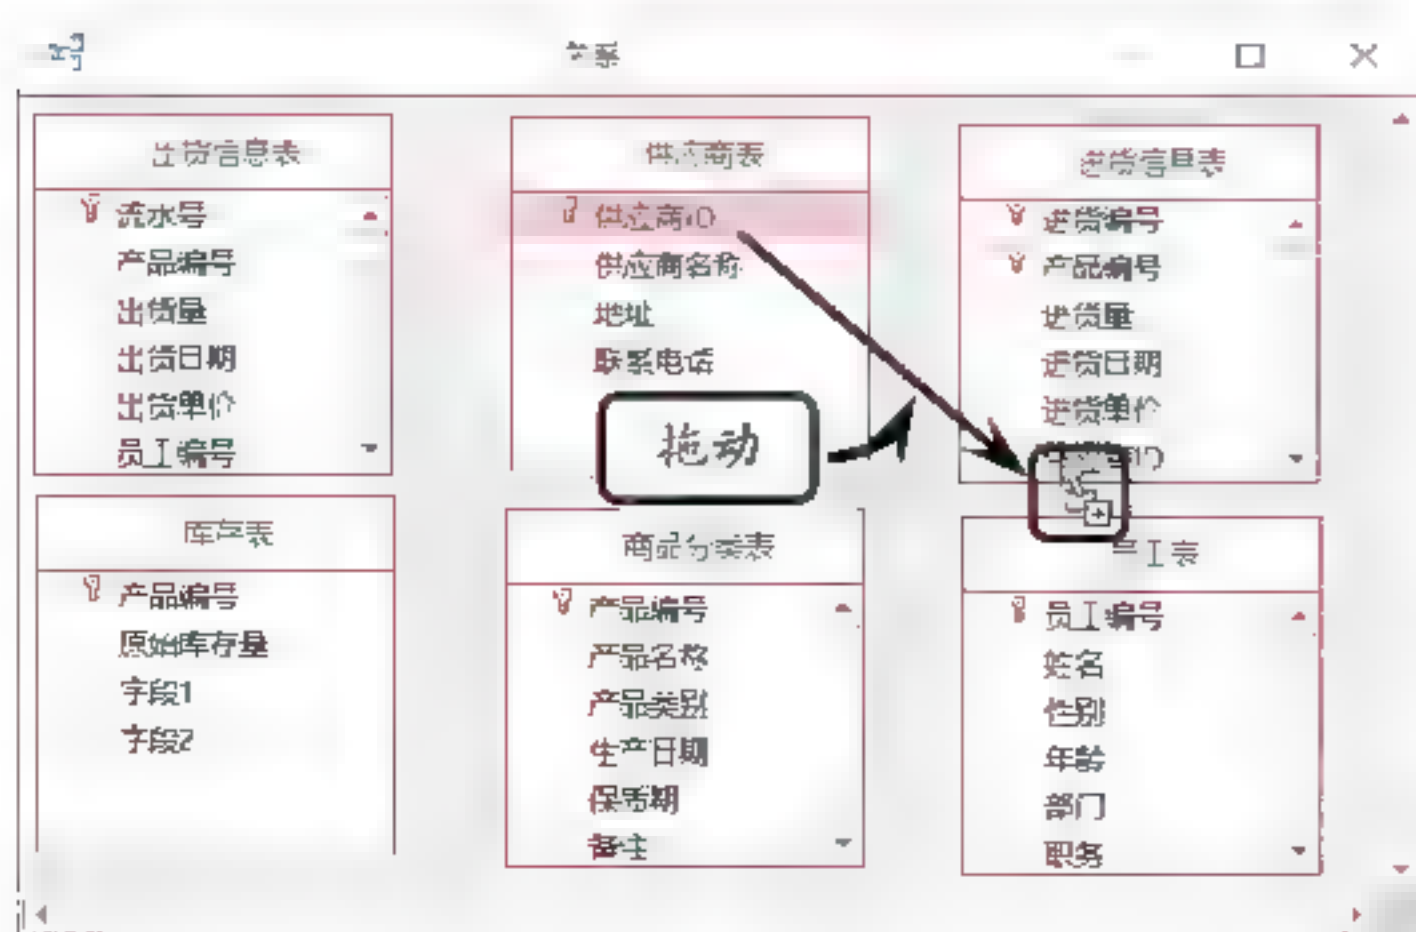 关系
出货信息表
流水号
产品编号
出货量
出货日期
出货单价
员工编号
供应商表
供应商ID
供应商名称
地址
联系电话
拖动
进货信息表
进货编号
产品编号
进货量
进货日期
进货单价
库存表
产品编号
原始库存量
字段1
字段2
商品分类表
产品编号
产品名称
产品类别
生产日期
保质期
备注
员工表
员工编号
姓名
性别
年龄
部门
职务